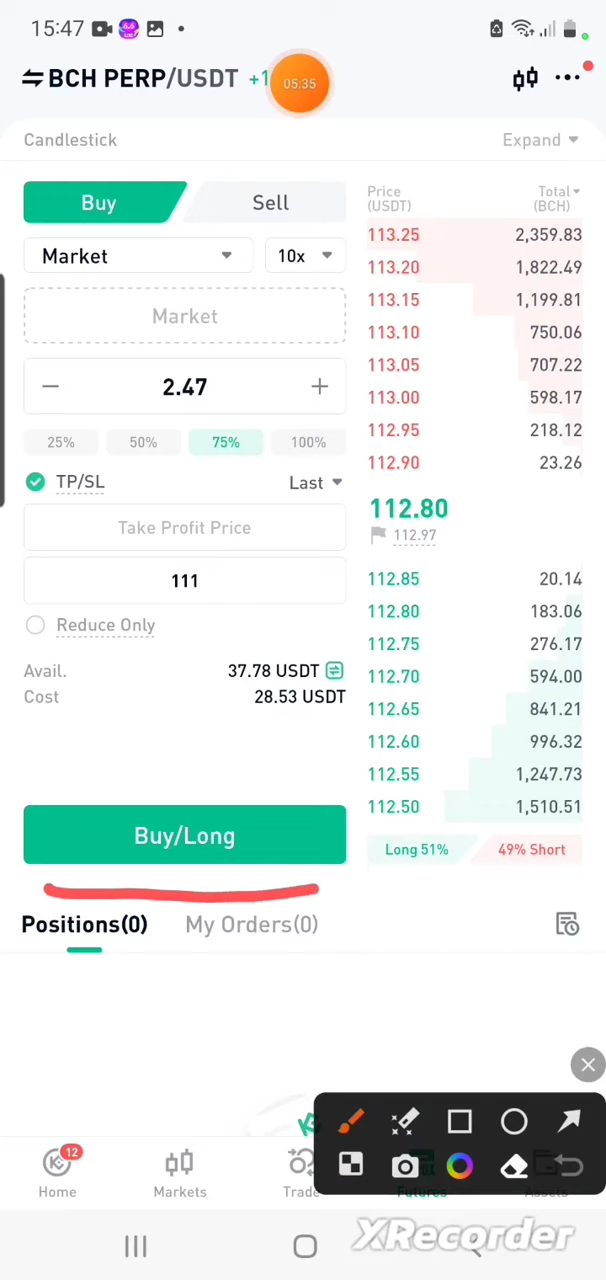 15:47
BCH PERP/USDT +1
05:35
Candlestick Expand
Buy Sell
Market 10x
Market
2.47
25% 50% 75% 100%
TP/SL Last
Take Profit Price
111
Reduce Only
Avail. 37.78 USDT
Cost 28.53 USDT
Buy/Long
Price Total
(USDT) (BCH)
113.25 2,359.83
113.20 1,822.49
113.15 1,199.81
113.10 750.06
113.05 707.22
113.00 598.17
112.95 218.12
112.90 23.26
112.80
112.97
112.85 20.14
112.80 183.06
112.75 276.17
112.70 594.00
112.65 841.21
112.60 996.32
112.55 1,247.73
112.50 1,510.51
Long 51% 49% Short
Positions(0) My Orders(0)
12
Home Markets Trade Futures Assets
XRecorder